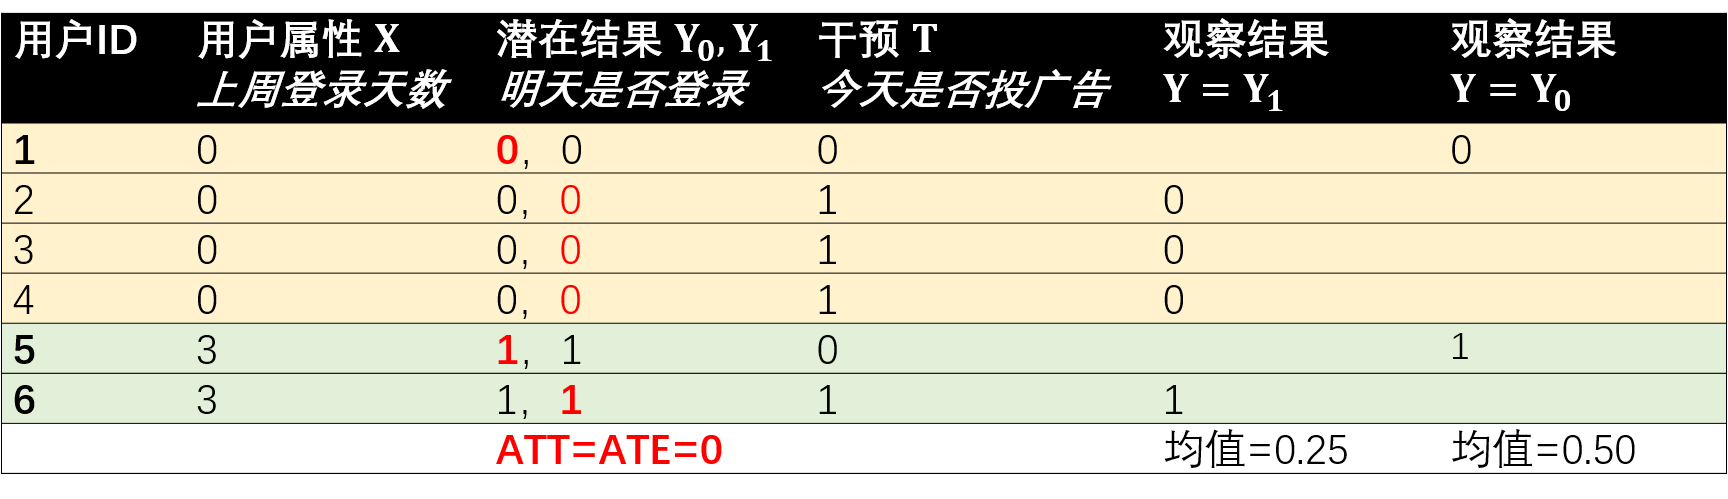 用户ID 用户属性 X 潜在结果 Y₀, Y₁ 干预 T 观察结果 观察结果
上周登录天数 明天是否登录 今天是否投广告 Y = Y₁ Y = Y₀
1 0 0, 0 0 0
2 0 0, 0 1 0
3 0 0, 0 1 0
4 0 0, 0 1 0
5 3 1, 1 0 1
6 3 1, 1 1 1
ATT=ATE=0 均值=0.25 均值=0.50